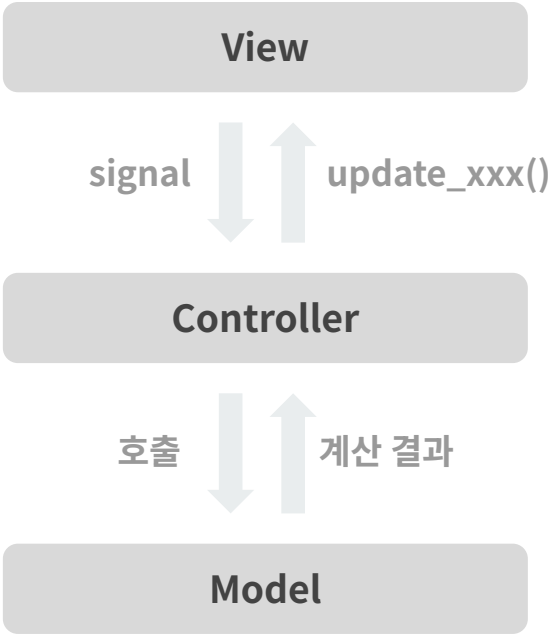 View
signal
update_xxx()
Controller
호출
계산 결과
Model